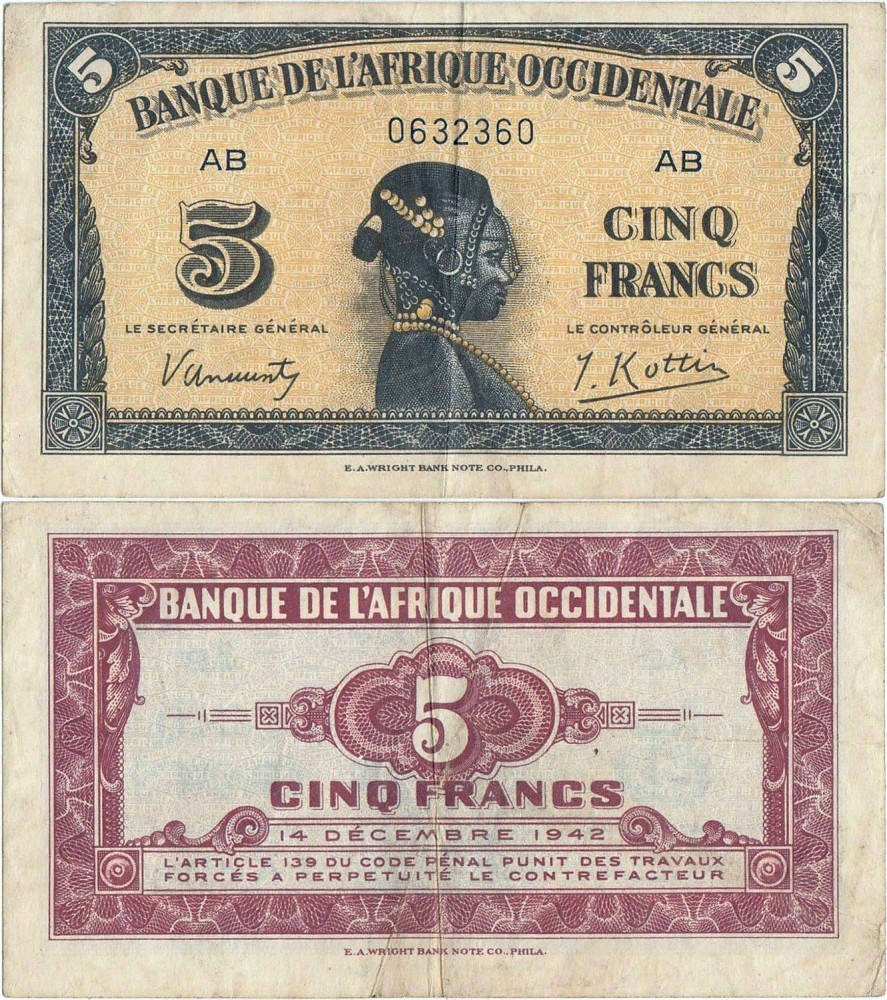 5 5
BANQUE DE L'AFRIQUE OCCIDENTALE
0632360
AB AB
5
CINQ
FRANCS
LE SECRÉTAIRE GÉNÉRAL
LE CONTRÔLEUR GÉNÉRAL
E.A.WRIGHT BANK NOTE CO.,PHILA.
BANQUE DE L'AFRIQUE OCCIDENTALE
5
CINQ FRANCS
14 DÉCEMBRE 1942
L'ARTICLE 139 DU CODE PÉNAL PUNIT DES TRAVAUX
FORCÉS A PERPETUITÉ LE CONTREFACTEUR
E.A.WRIGHT BANK NOTE CO.,PHILA.